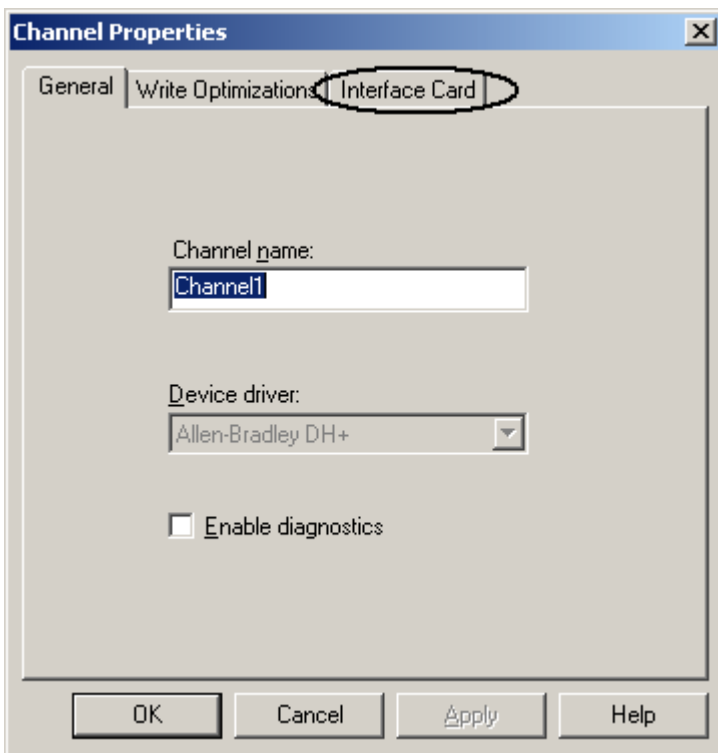 Channel Properties
General Write Optimizations Interface Card
Channel name:
Channel1
Device driver:
Allen-Bradley DH+
Enable diagnostics
OK Cancel Apply Help